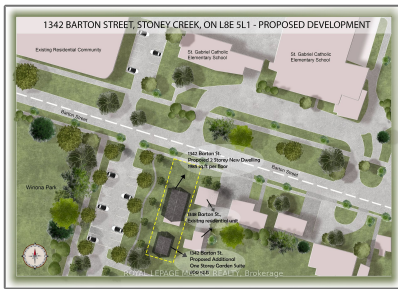 1342 BARTON STREET, STONEY CREEK, ON L8E 5L1 - PROPOSED DEVELOPMENT
Existing Residential Community
St. Gabriel Catholic
Elementary School
St. Gabriel Catholic
Elementary School
Barton Street
Barton Street
1342 Barton St.
Proposed 2 Storey New Dwelling
per floor
Winona Park
Barton St.,
Existing residential unit
1342 Barton St.
Proposed Additional
One Storey Garden Suite
ROYAL LEPAGE REALTY, Brokerage